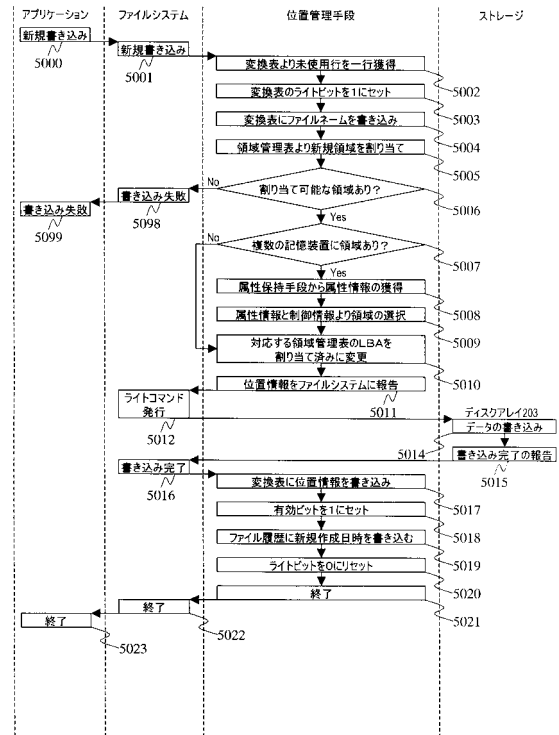 アプリケーション
ファイルシステム
位置管理手段
ストレージ
新規書き込み
5000
新規書き込み
5001
変換表より未使用行を一行獲得
5002
変換表のライトビットを1にセット
5003
変換表にファイルネームを書き込み
5004
領域管理表より新規領域を割り当て
5005
割り当て可能な領域あり?
5006
No
書き込み失敗
5098
書き込み失敗
5099
Yes
複数の記憶装置に領域あり?
5007
No
Yes
属性保持手段から属性情報の獲得
5008
属性情報と制御情報より領域の選択
5009
対応する領域管理表のLBAを
割り当て済みに変更
5010
位置情報をファイルシステムに報告
5011
ライトコマンド
発行
5012
ディスクアレイ203
データの書き込み
5014
書き込み完了の報告
5015
書き込み完了
5016
変換表に位置情報を書き込み
5017
有効ビットを1にセット
5018
ファイル履歴に新規作成日時を書き込む
5019
ライトビットを0にリセット
5020
終了
5021
終了
5022
終了
5023